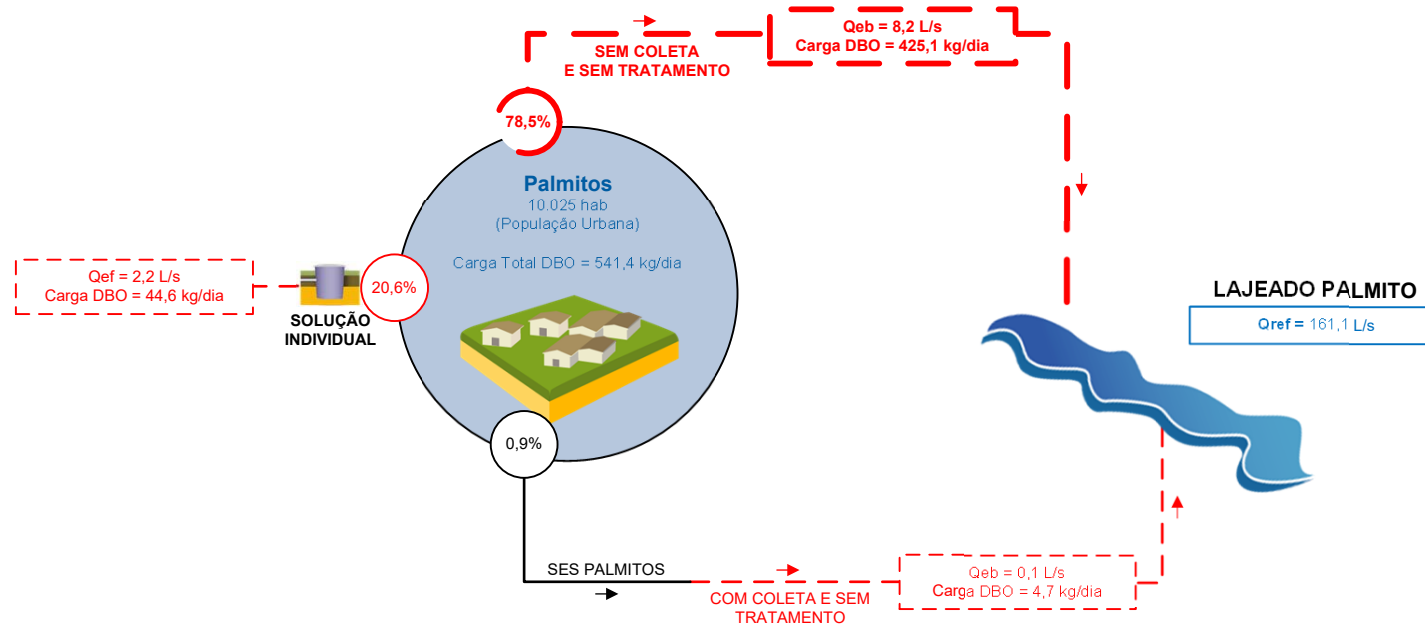 Qeb = 8,2 L/s
Carga DBO = 425,1 kg/dia
SEM COLETA
E SEM TRATAMENTO
78,5%
Palmitos
10.025 hab
(População Urbana)
Carga Total DBO = 541,4 kg/dia
Qef = 2,2 L/s
Carga DBO = 44,6 kg/dia
20,6%
SOLUÇÃO
INDIVIDUAL
LAJEADO PALMITO
Qref = 161,1 L/s
0,9%
SES PALMITOS
COM COLETA E SEM
TRATAMENTO
Qeb = 0,1 L/s
Carga DBO = 4,7 kg/dia